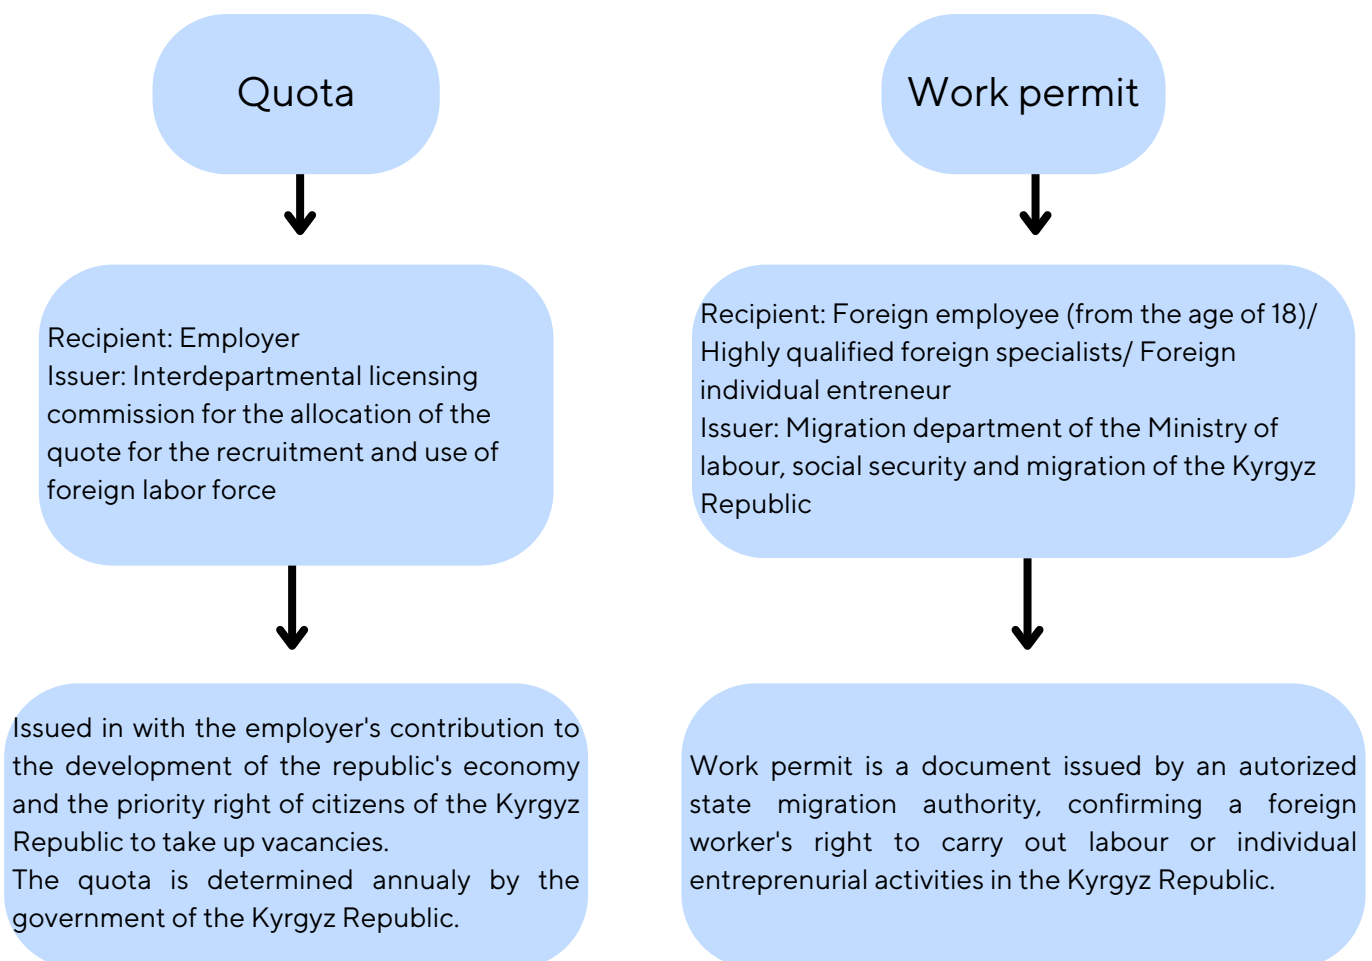 Quota
Recipient: Employer
Issuer: Interdepartmental licensing
commission for the allocation of the
quote for the recruitment and use of
foreign labor force
Issued in with the employer's contribution to
the development of the republic's economy
and the priority right of citizens of the Kyrgyz
Republic to take up vacancies.
The quota is determined annualy by the
government of the Kyrgyz Republic.
Work permit
Recipient: Foreign employee (from the age of 18)/
Highly qualified foreign specialists/ Foreign
individual entreneur
Issuer: Migration department of the Ministry of
labour, social security and migration of the Kyrgyz
Republic
Work permit is a document issued by an autorized
state migration authority, confirming a foreign
worker's right to carry out labour or individual
entreprenurial activities in the Kyrgyz Republic.